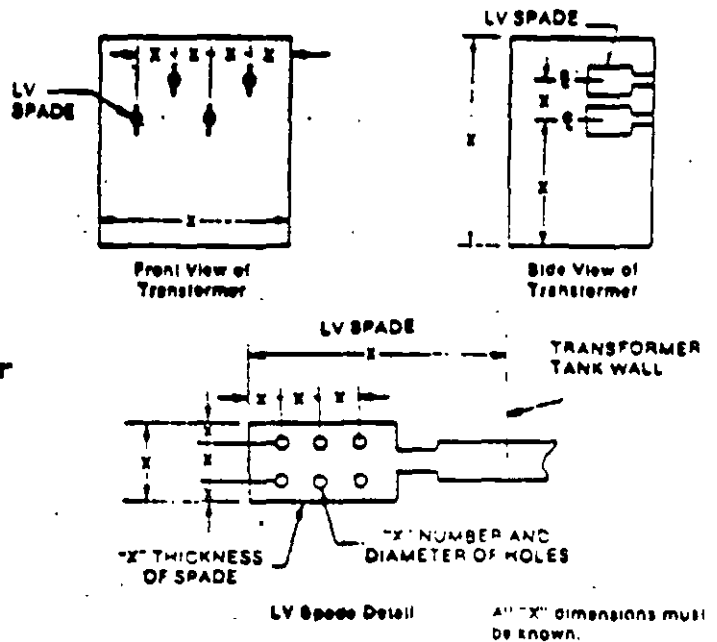 LV SPADE
X X X X
LV
SPADE
X
X
X
X
Front View of
Transformer
Side View of
Transformer
LV SPADE
X
TRANSFORMER
TANK WALL
r
X X X
X
X
X
X
"X" THICKNESS
OF SPADE
"X" NUMBER AND
DIAMETER OF HOLES
LV Spade Detail
All "X" dimensions must
be known.